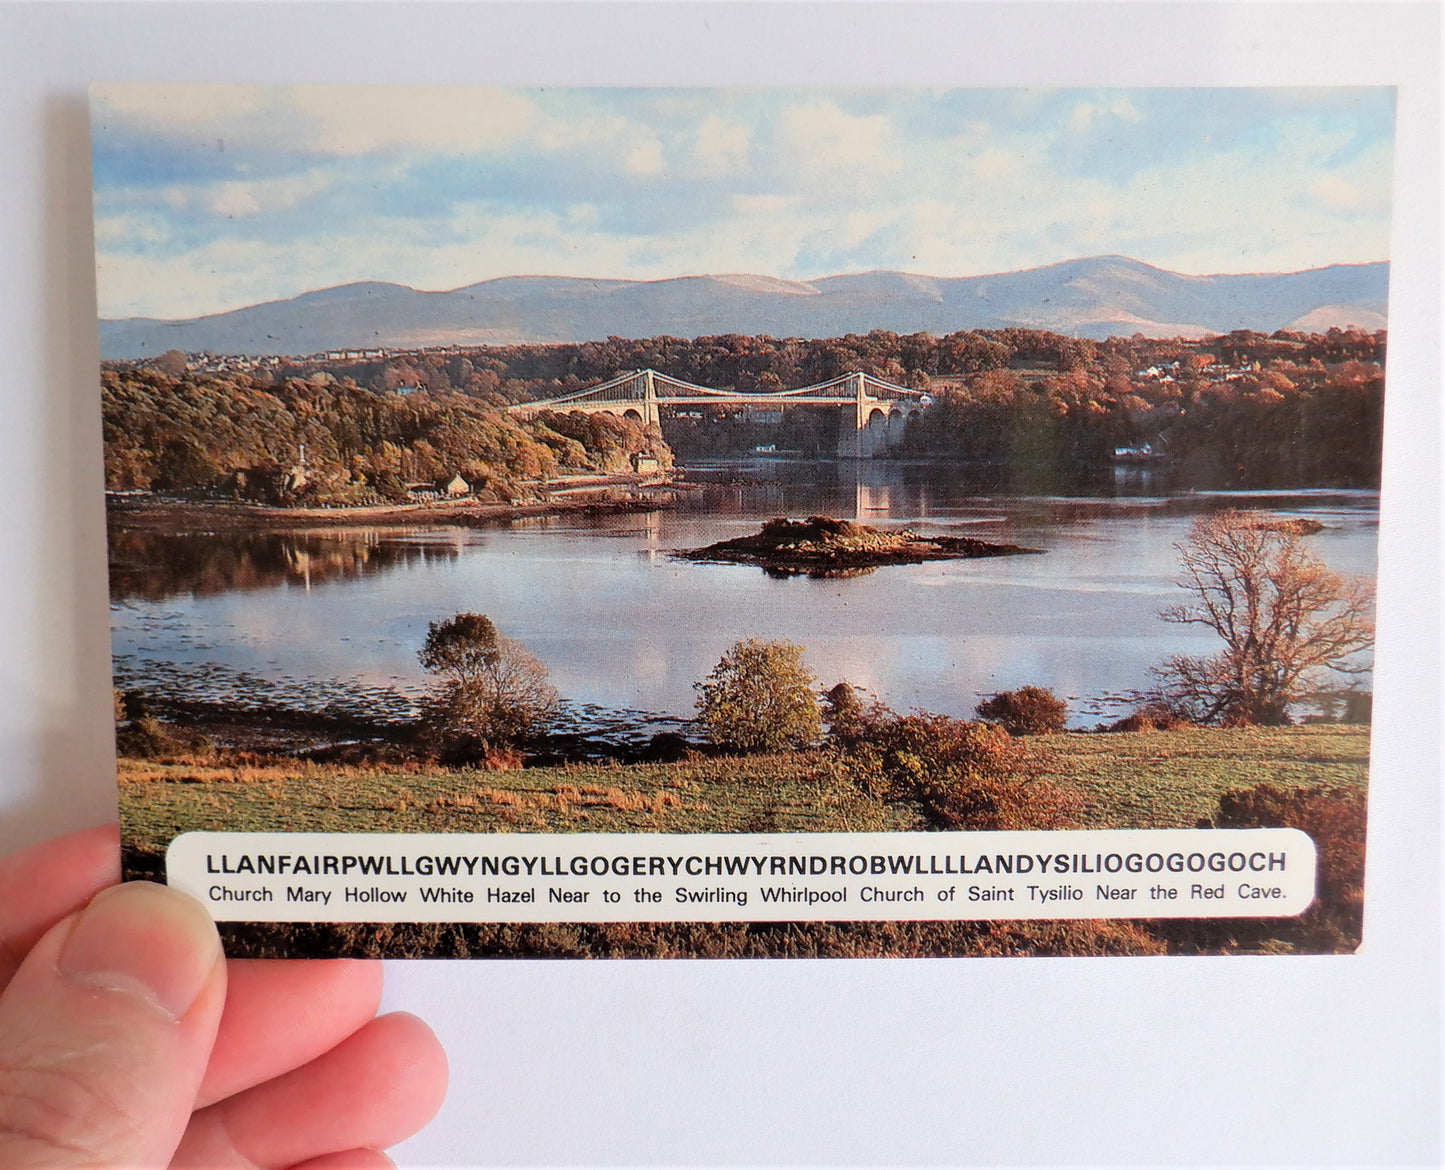 LLANFAIRPWLLGWYNGYLLGOGERYCHWYRNDROBWLLLLANDYSILIOGOGOGOCH
Church Mary Hollow White Hazel Near to the Swirling Whirlpool Church of Saint Tysilio Near the Red Cave.